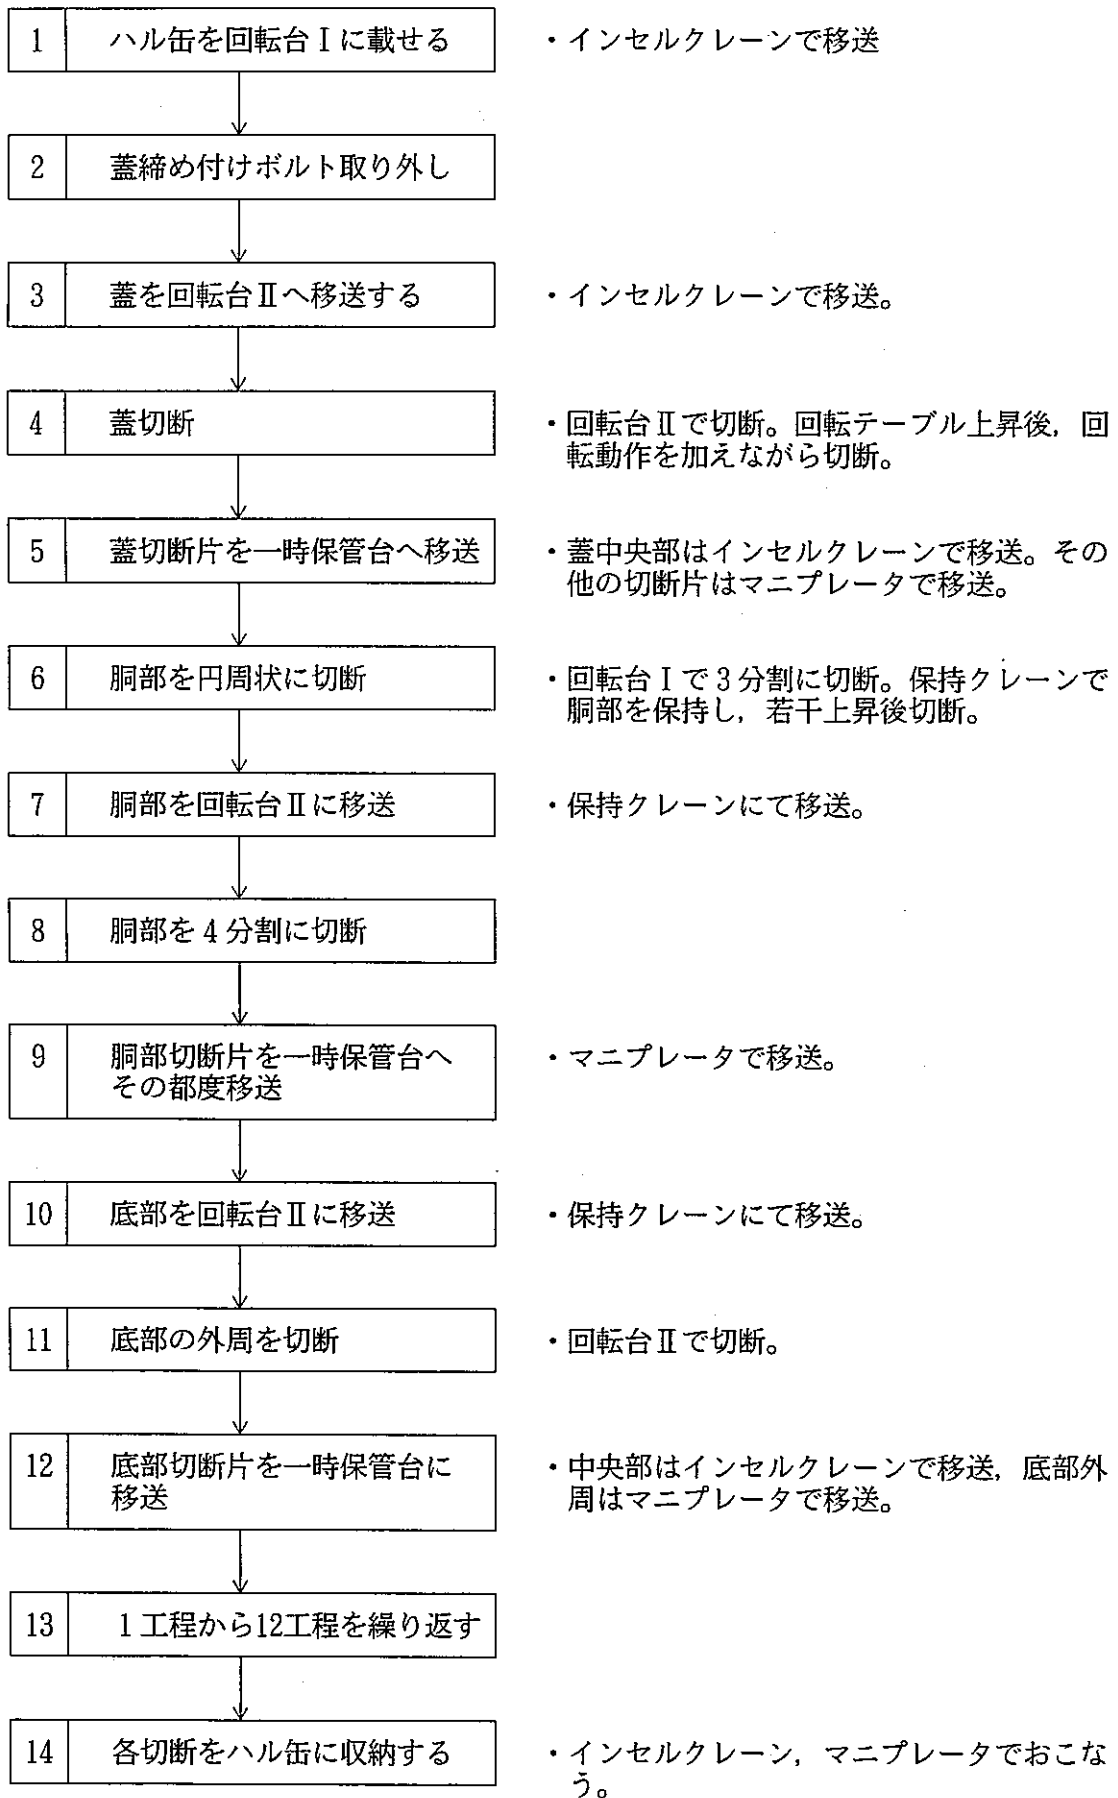 1 ハル缶を回転台Ⅰに載せる
・インセルクレーンで移送
2 蓋締め付けボルト取り外し
3 蓋を回転台Ⅱへ移送する
・インセルクレーンで移送。
4 蓋切断
・回転台Ⅱで切断。回転テーブル上昇後，回
転動作を加えながら切断。
5 蓋切断片を一時保管台へ移送
・蓋中央部はインセルクレーンで移送。その
他の切断片はマニプレータで移送。
6 胴部を円周状に切断
・回転台Ⅰで3分割に切断。保持クレーンで
胴部を保持し，若干上昇後切断。
7 胴部を回転台Ⅱに移送
・保持クレーンにて移送。
8 胴部を4分割に切断
9 胴部切断片を一時保管台へ
その都度移送
・マニプレータで移送。
10 底部を回転台Ⅱに移送
・保持クレーンにて移送。
11 底部の外周を切断
・回転台Ⅱで切断。
12 底部切断片を一時保管台に
移送
・中央部はインセルクレーンで移送，底部外
周はマニプレータで移送。
13 1工程から12工程を繰り返す
14 各切断をハル缶に収納する
・インセルクレーン，マニプレータでおこな
う。